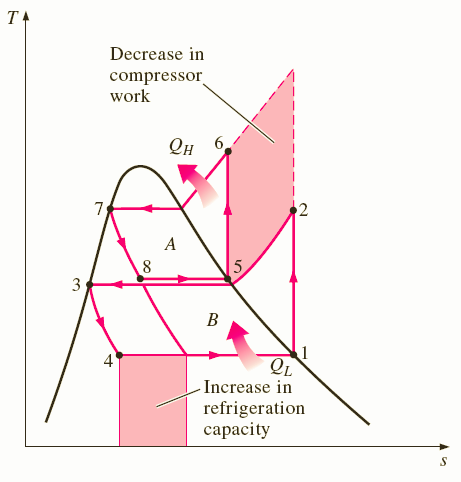 T
Decrease in
compressor
work
6
Q_H
7
2
A
8
5
3
B
4
1
Q_L
Increase in
refrigeration
capacity
s